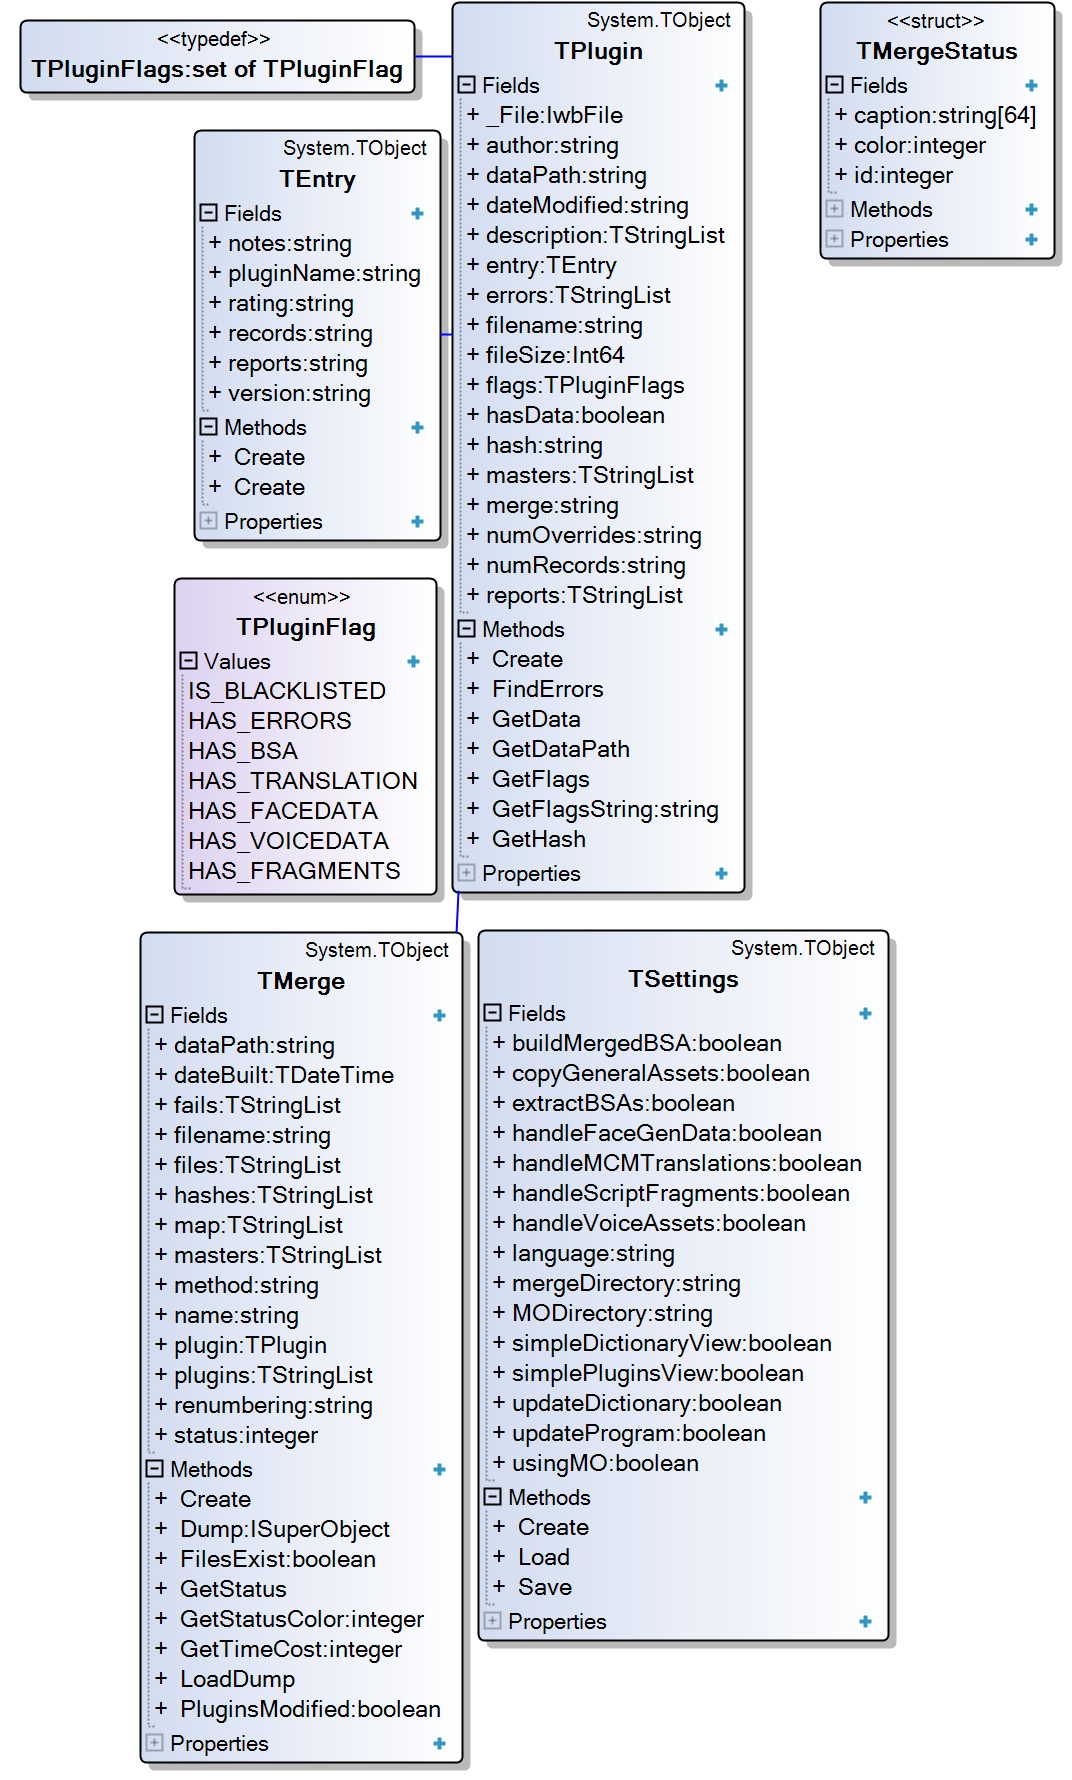 <<typedef>>
TPluginFlags:set of TPluginFlag
System.TObject
TEntry
Fields
+ notes:string
+ pluginName:string
+ rating:string
+ records:string
+ reports:string
+ version:string
Methods
+ Create
+ Create
Properties
<<enum>>
TPluginFlag
Values
IS_BLACKLISTED
HAS_ERRORS
HAS_BSA
HAS_TRANSLATION
HAS_FACEDATA
HAS_VOICEDATA
HAS_FRAGMENTS
System.TObject
TPlugin
Fields
+ _File:IwbFile
+ author:string
+ dataPath:string
+ dateModified:string
+ description:TStringList
+ entry:TEntry
+ errors:TStringList
+ filename:string
+ fileSize:Int64
+ flags:TPluginFlags
+ hasData:boolean
+ hash:string
+ masters:TStringList
+ merge:string
+ numOverrides:string
+ numRecords:string
+ reports:TStringList
Methods
+ Create
+ FindErrors
+ GetData
+ GetDataPath
+ GetFlags
+ GetFlagsString:string
+ GetHash
Properties
<<struct>>
TMergeStatus
Fields
+ caption:string[64]
+ color:integer
+ id:integer
Methods
Properties
System.TObject
TMerge
Fields
+ dataPath:string
+ dateBuilt:TDateTime
+ fails:TStringList
+ filename:string
+ files:TStringList
+ hashes:TStringList
+ map:TStringList
+ masters:TStringList
+ method:string
+ name:string
+ plugin:TPlugin
+ plugins:TStringList
+ renumbering:string
+ status:integer
Methods
+ Create
+ Dump:ISuperObject
+ FilesExist:boolean
+ GetStatus
+ GetStatusColor:integer
+ GetTimeCost:integer
+ LoadDump
+ PluginsModified:boolean
Properties
System.TObject
TSettings
Fields
+ buildMergedBSA:boolean
+ copyGeneralAssets:boolean
+ extractBSAs:boolean
+ handleFaceGenData:boolean
+ handleMCMTranslations:boolean
+ handleScriptFragments:boolean
+ handleVoiceAssets:boolean
+ language:string
+ mergeDirectory:string
+ MODirectory:string
+ simpleDictionaryView:boolean
+ simplePluginsView:boolean
+ updateDictionary:boolean
+ updateProgram:boolean
+ usingMO:boolean
Methods
+ Create
+ Load
+ Save
Properties